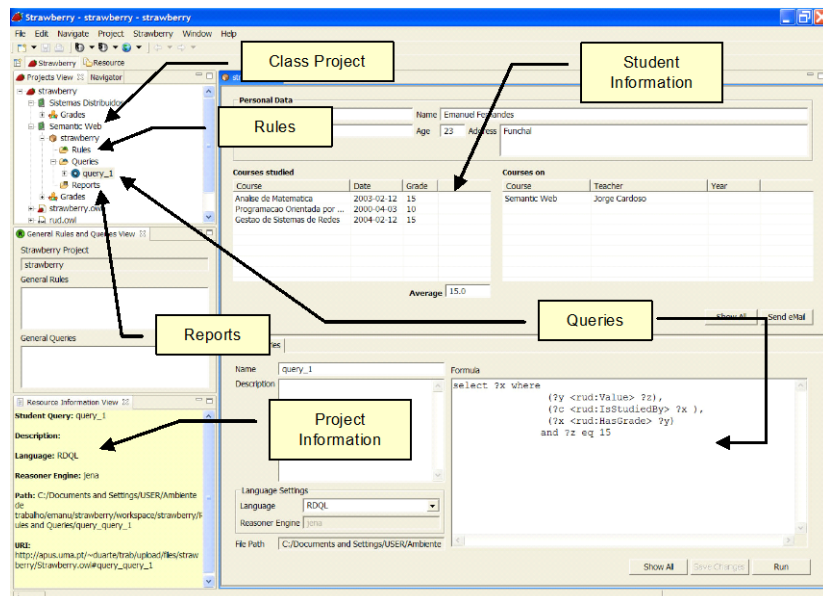 Strawberry - strawberry - strawberry
File Edit Navigate Project Strawberry Window Help
Strawberry Resource
Projects View Navigator
strawberry
Sistemas Distribuidos
Grades
Semantic Web
strawberry
Rules
Queries
query_1
Reports
Grades
strawberry.owl
rud.owl
Class Project
Rules
Student
Information
Personal Data
Name Emanuel Fernandes
Age 23 Address Funchal
Courses studied
Course Date Grade
Analise de Matematica 2003-02-12 15
Programacao Orientada por ... 2000-04-03 10
Gestao de Sistemas de Redes 2004-02-12 15
Average 15.0
Courses on
Course Teacher Year
Semantic Web Jorge Cardoso
Show All Send eMail
General Rules and Queries View
Strawberry Project
strawberry
General Rules
General Queries
Reports
Queries
Name query_1
Description
Project
Information
Formula
select ?x where
(?y <rud:Value> ?z),
(?c <rud:IsStudiedBy> ?x ),
(?x <rud:HasGrade> ?y)
and ?z eq 15
Language Settings
Language RDQL
Reasoner Engine jena
File Path C:/Documents and Settings/USER/Ambiente
Show All Save Changes Run
Resource Information View
Student Query: query_1
Description:
Language: RDQL
Reasoner Engine: jena
Path: C:/Documents and Settings/USER/Ambiente
de
trabalho/emanu/strawberry/workspace/strawberry/R
ules and Queries/query_query_1
URI:
http://apus.uma.pt/~duarte/trab/upload/files/straw
berry/Strawberry.owl#query_query_1